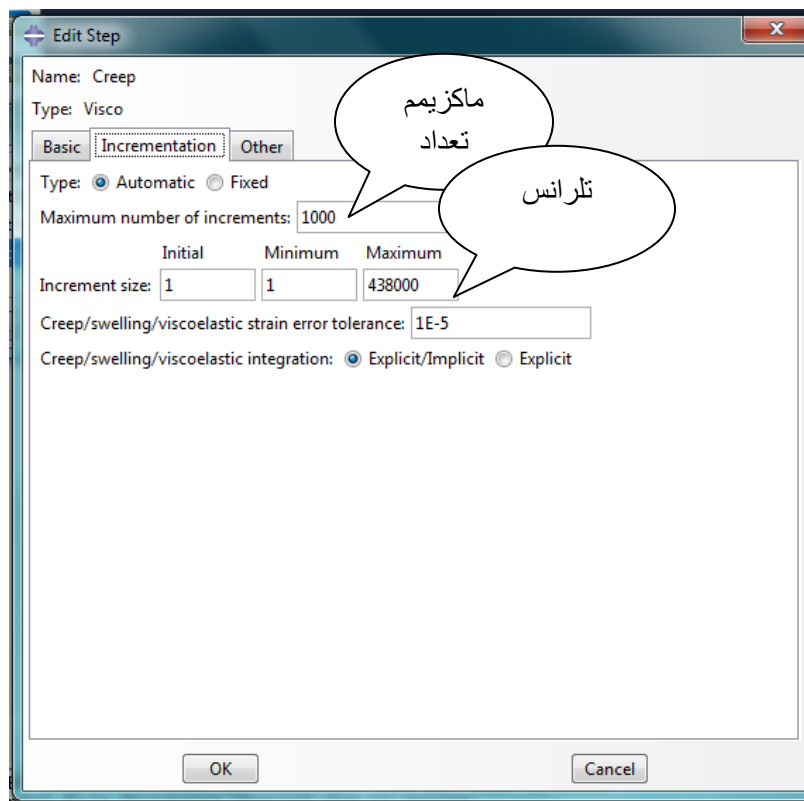 Edit Step
Name: Creep
Type: Visco
Basic Incrementation Other
Type: Automatic Fixed
Maximum number of increments: 1000
Initial Minimum Maximum
Increment size: 1 1 438000
Creep/swelling/viscoelastic strain error tolerance: 1E-5
Creep/swelling/viscoelastic integration: Explicit/Implicit Explicit
OK Cancel
ماكزيمم
تعداد
تلرانس